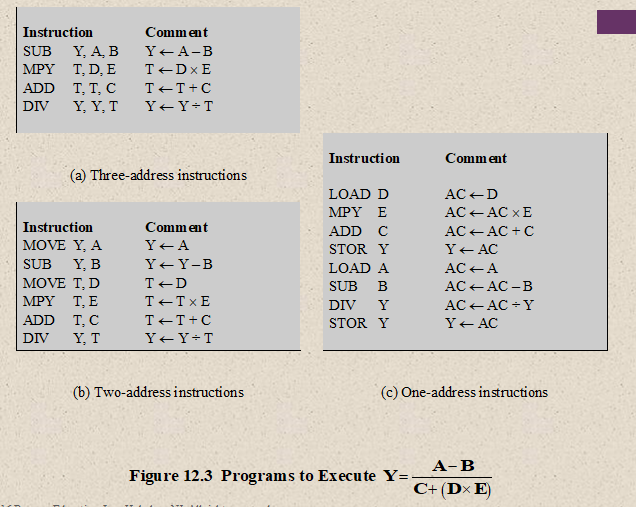 Instruction Comment
SUB Y, A, B Y ← A – B
MPY T, D, E T ← D × E
ADD T, T, C T ← T + C
DIV Y, Y, T Y ← Y ÷ T
(a) Three-address instructions
Instruction Comment
MOVE Y, A Y ← A
SUB Y, B Y ← Y – B
MOVE T, D T ← D
MPY T, E T ← T × E
ADD T, C T ← T + C
DIV Y, T Y ← Y ÷ T
(b) Two-address instructions
Instruction Comment
LOAD D AC ← D
MPY E AC ← AC × E
ADD C AC ← AC + C
STOR Y Y ← AC
LOAD A AC ← A
SUB B AC ← AC – B
DIV Y AC ← AC ÷ Y
STOR Y Y ← AC
(c) One-address instructions
Figure 12.3 Programs to Execute Y=
A – B
C + (D × E)